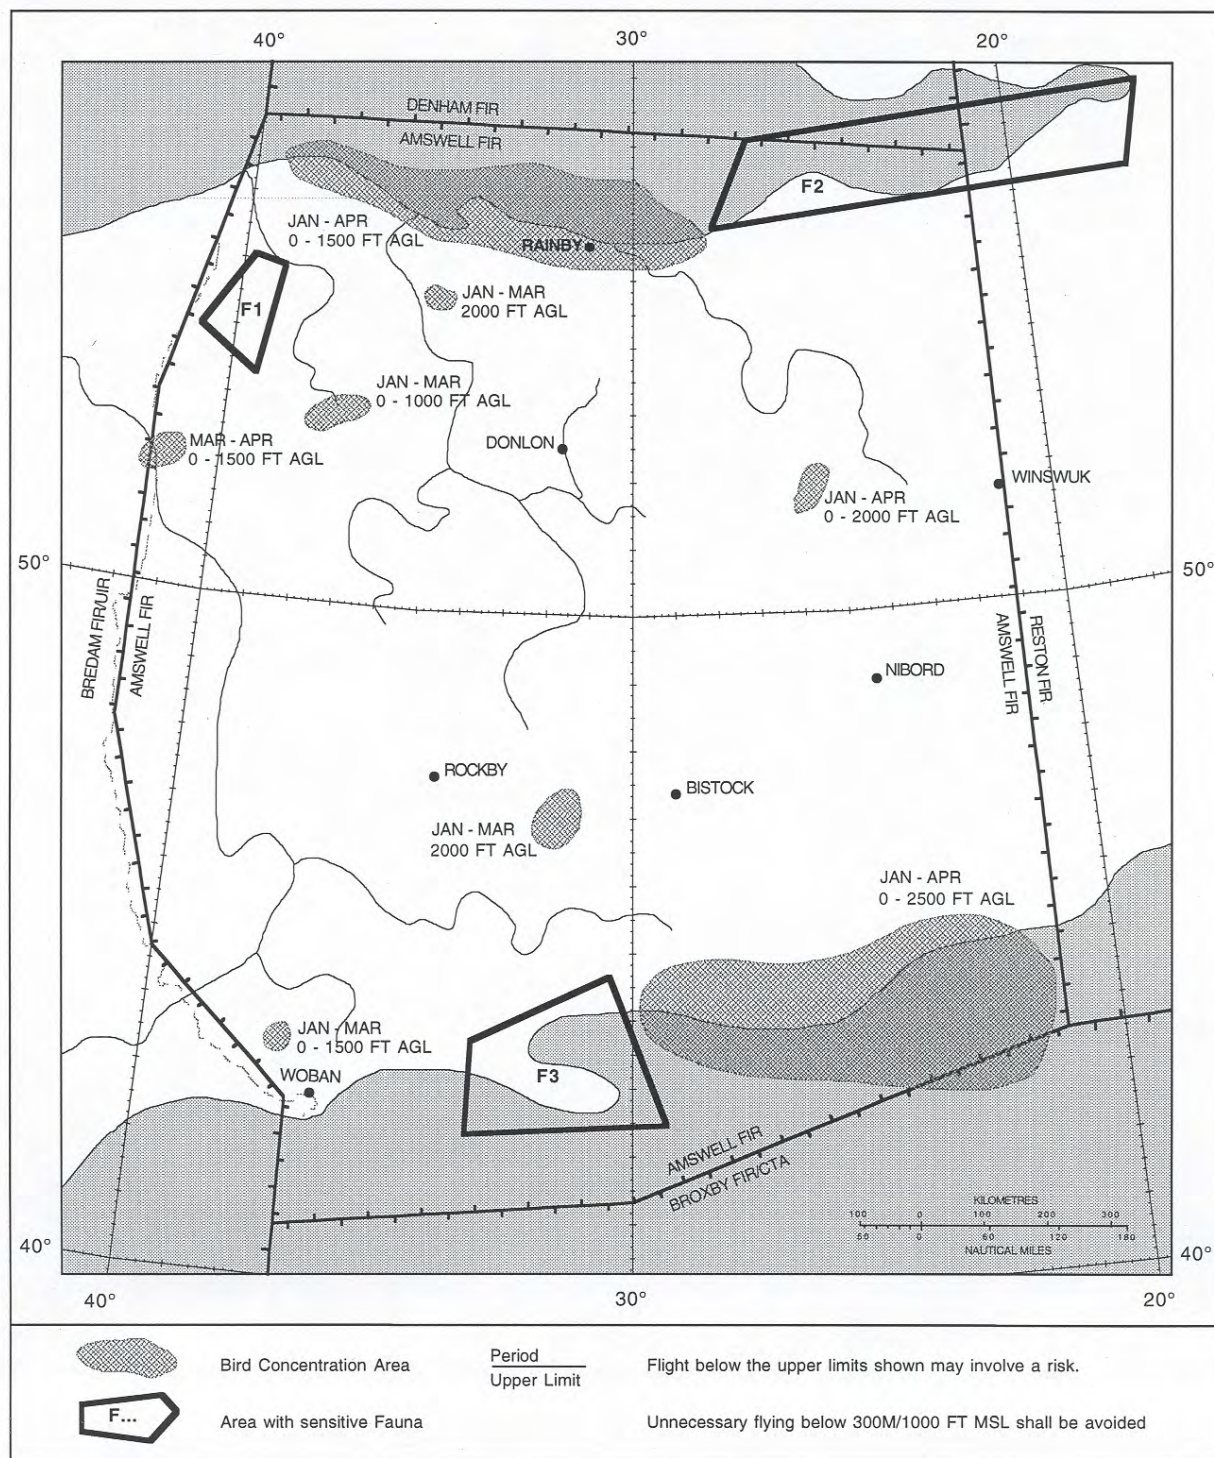 40°
30°
20°
DENHAM FIR
AMSWELL FIR
F2
JAN - APR
0 - 1500 FT AGL
RAINBY
F1
JAN - MAR
2000 FT AGL
JAN - MAR
0 - 1000 FT AGL
MAR - APR
0 - 1500 FT AGL
DONLON
WINSWUK
JAN - APR
0 - 2000 FT AGL
50°
50°
BREDAM FIR/UIR
AMSWELL FIR
RESTON FIR
AMSWELL FIR
NIBORD
ROCKBY
BISTOCK
JAN - MAR
2000 FT AGL
JAN - APR
0 - 2500 FT AGL
JAN - MAR
0 - 1500 FT AGL
WOBAN
F3
AMSWELL FIR
BROXBY FIR/CTA
KILOMETRES
100 0 100 200 300
50 0 60 120 180
NAUTICAL MILES
40°
40°
40°
30°
20°
Bird Concentration Area
Period
Upper Limit
Flight below the upper limits shown may involve a risk.
F...
Area with sensitive Fauna
Unnecessary flying below 300M/1000 FT MSL shall be avoided